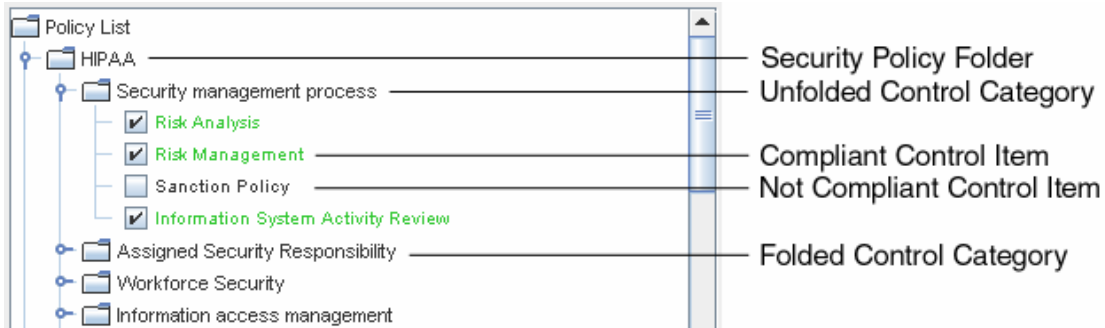 Policy List
HIPAA
Security Policy Folder
Security management process
Unfolded Control Category
Risk Analysis
Risk Management
Compliant Control Item
Sanction Policy
Not Compliant Control Item
Information System Activity Review
Assigned Security Responsibility
Folded Control Category
Workforce Security
Information access management